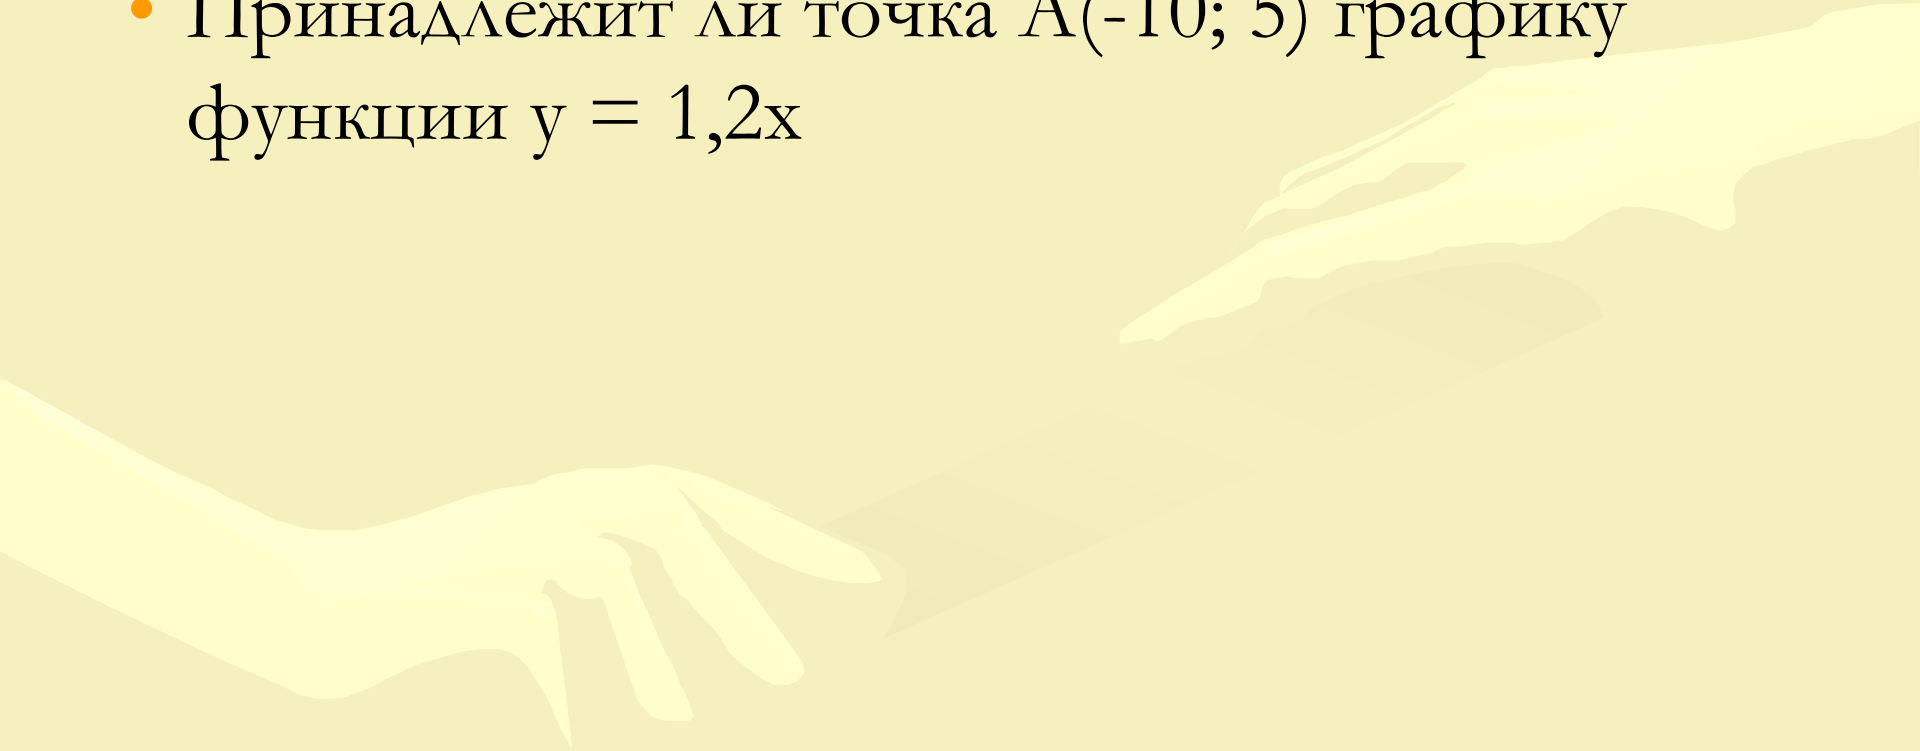 • Принадлежит ли точка А(-10; 5) графику
функции у = 1,2х